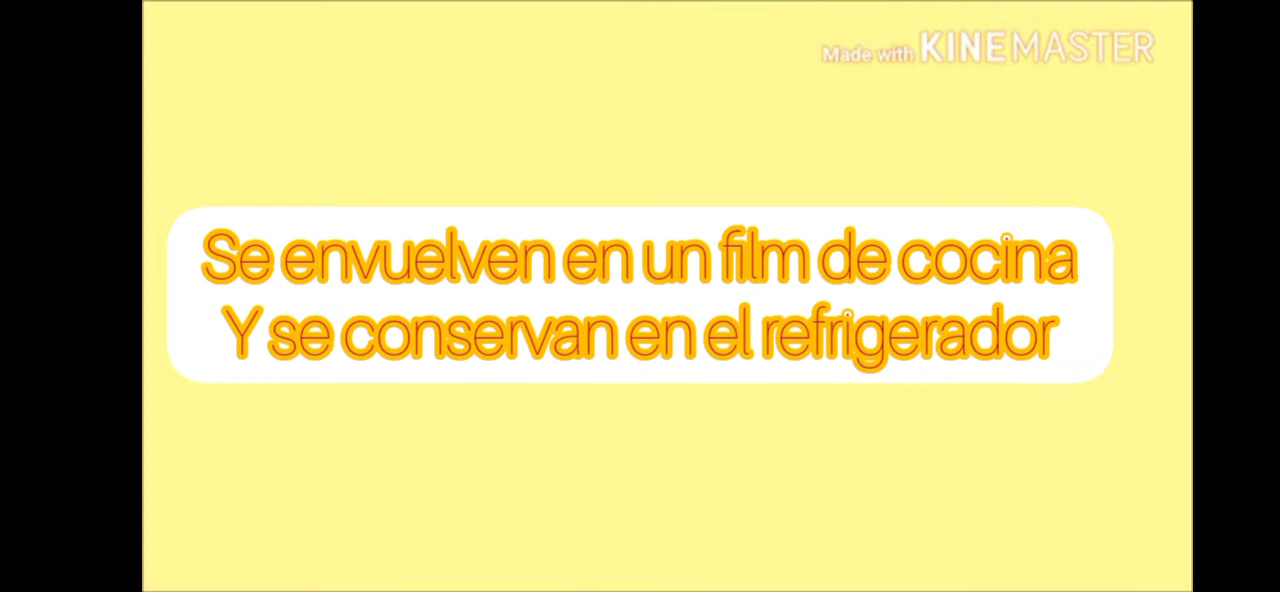 Made with KINEMASTER
Se envuelven en un film de cocina
Y se conservan en el refrigerador